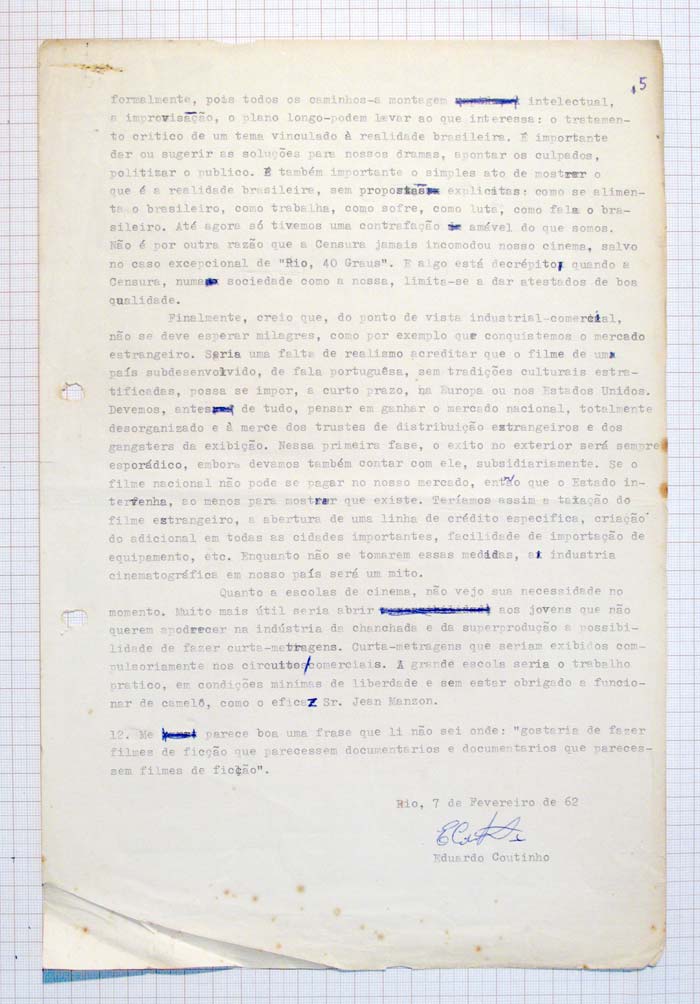 5
formalmente, pois todos os caminhos-a montagem intelectual,
a improvisação, o plano longo-podem levar ao que interessa: o tratamen-
to critico de um tema vinculado à realidade brasileira. É importante
dar ou sugerir as soluções para nossos dramas, apontar os culpados,
politizar o publico. É também importante o simples ato de mostrar o
que é a realidade brasileira, sem propostas explicitas: como se alimen-
ta o brasileiro, como trabalha, como sofre, como luta, como fala o bra-
sileiro. Até agora só tivemos uma contrafação amável do que somos.
Não é por outra razão que a Censura jamais incomodou nosso cinema, salvo
no caso excepcional de "Rio, 40 Graus". E algo está decrépito quando a
Censura, numa sociedade como a nossa, limita-se a dar atestados de boa
qualidade.
Finalmente, creio que, do ponto de vista industrial-comercial,
não se deve esperar milagres, como por exemplo que conquistemos o mercado
estrangeiro. Seria uma falta de realismo acreditar que o filme de um
país subdesenvolvido, de fala portuguêsa, sem tradições culturais estra-
tificadas, possa se impor, a curto prazo, na Europa ou nos Estados Unidos.
Devemos, antes de tudo, pensar em ganhar o mercado nacional, totalmente
desorganizado e à merce dos trustes de distribuição estrangeiros e dos
gangsters da exibição. Nessa primeira fase, o exito no exterior será sempre
esporádico, embora devamos também contar com ele, subsidiariamente. Se o
filme nacional não pode se pagar no nosso mercado, então que o Estado in-
tervenha, ao menos para mostrar que existe. Teríamos assim a taxação do
filme estrangeiro, a abertura de uma linha de crédito especifica, criação
do adicional em todas as cidades importantes, facilidade de importação de
equipamento, etc. Enquanto não se tomarem essas medidas, a industria
cinematográfica em nosso país será um mito.
Quanto a escolas de cinema, não vejo sua necessidade no
momento. Muito mais útil seria abrir aos jovens que não
querem apodrecer na indústria da chanchada e da superprodução a possibi-
lidade de fazer curta-metragens. Curta-metragens que seriam exibidos com-
pulsoriamente nos circuitos/comerciais. A grande escola seria o trabalho
pratico, em condições minimas de liberdade e sem estar obrigado a funcio-
nar de camelô, como o eficaz Sr. Jean Manzon.
12. Me parece boa uma frase que li não sei onde: "gostaria de fazer
filmes de ficção que parecessem documentarios e documentarios que pareces-
sem filmes de ficção".
Rio, 7 de Fevereiro de 62
Eduardo Coutinho